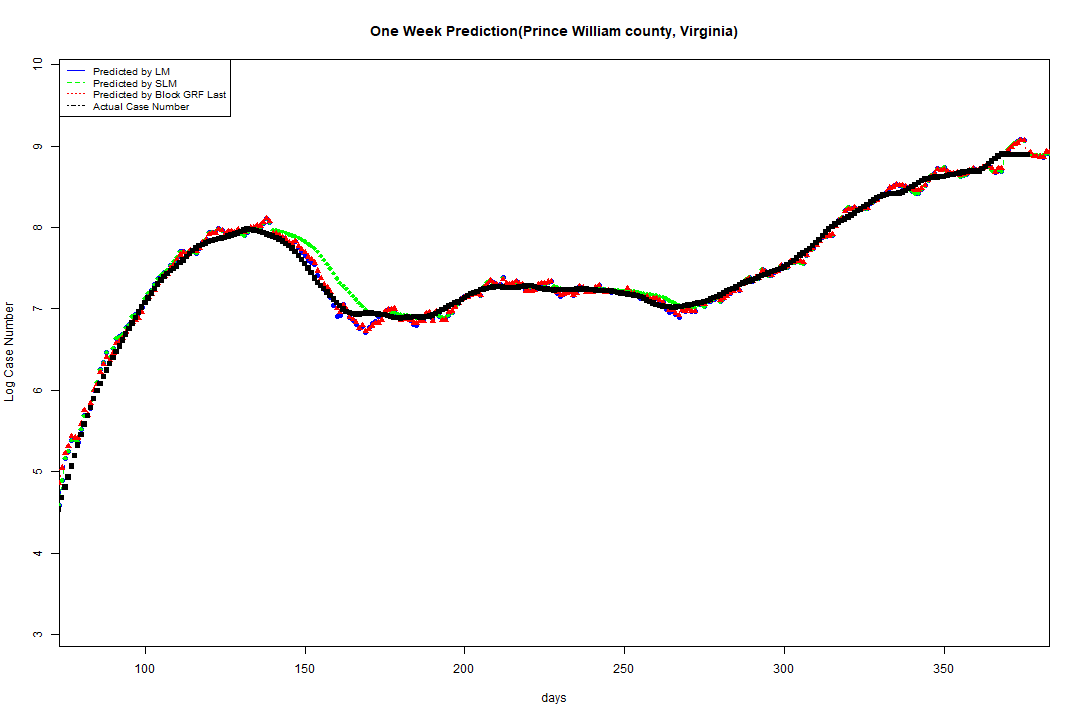 One Week Prediction(Prince William county, Virginia)
Predicted by LM
Predicted by SLM
Predicted by Block GRF Last
Actual Case Number
10
9
8
7
6
5
4
3
Log Case Number
100 150 200 250 300 350
days